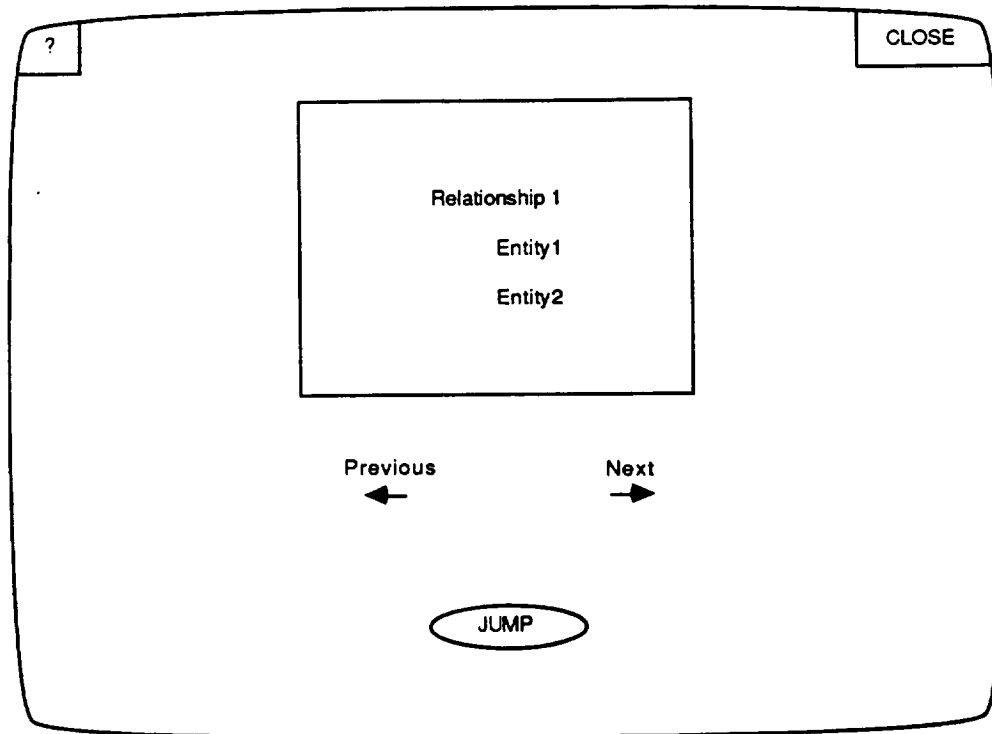 ?
CLOSE
Relationship 1
Entity1
Entity2
Previous
Next
JUMP